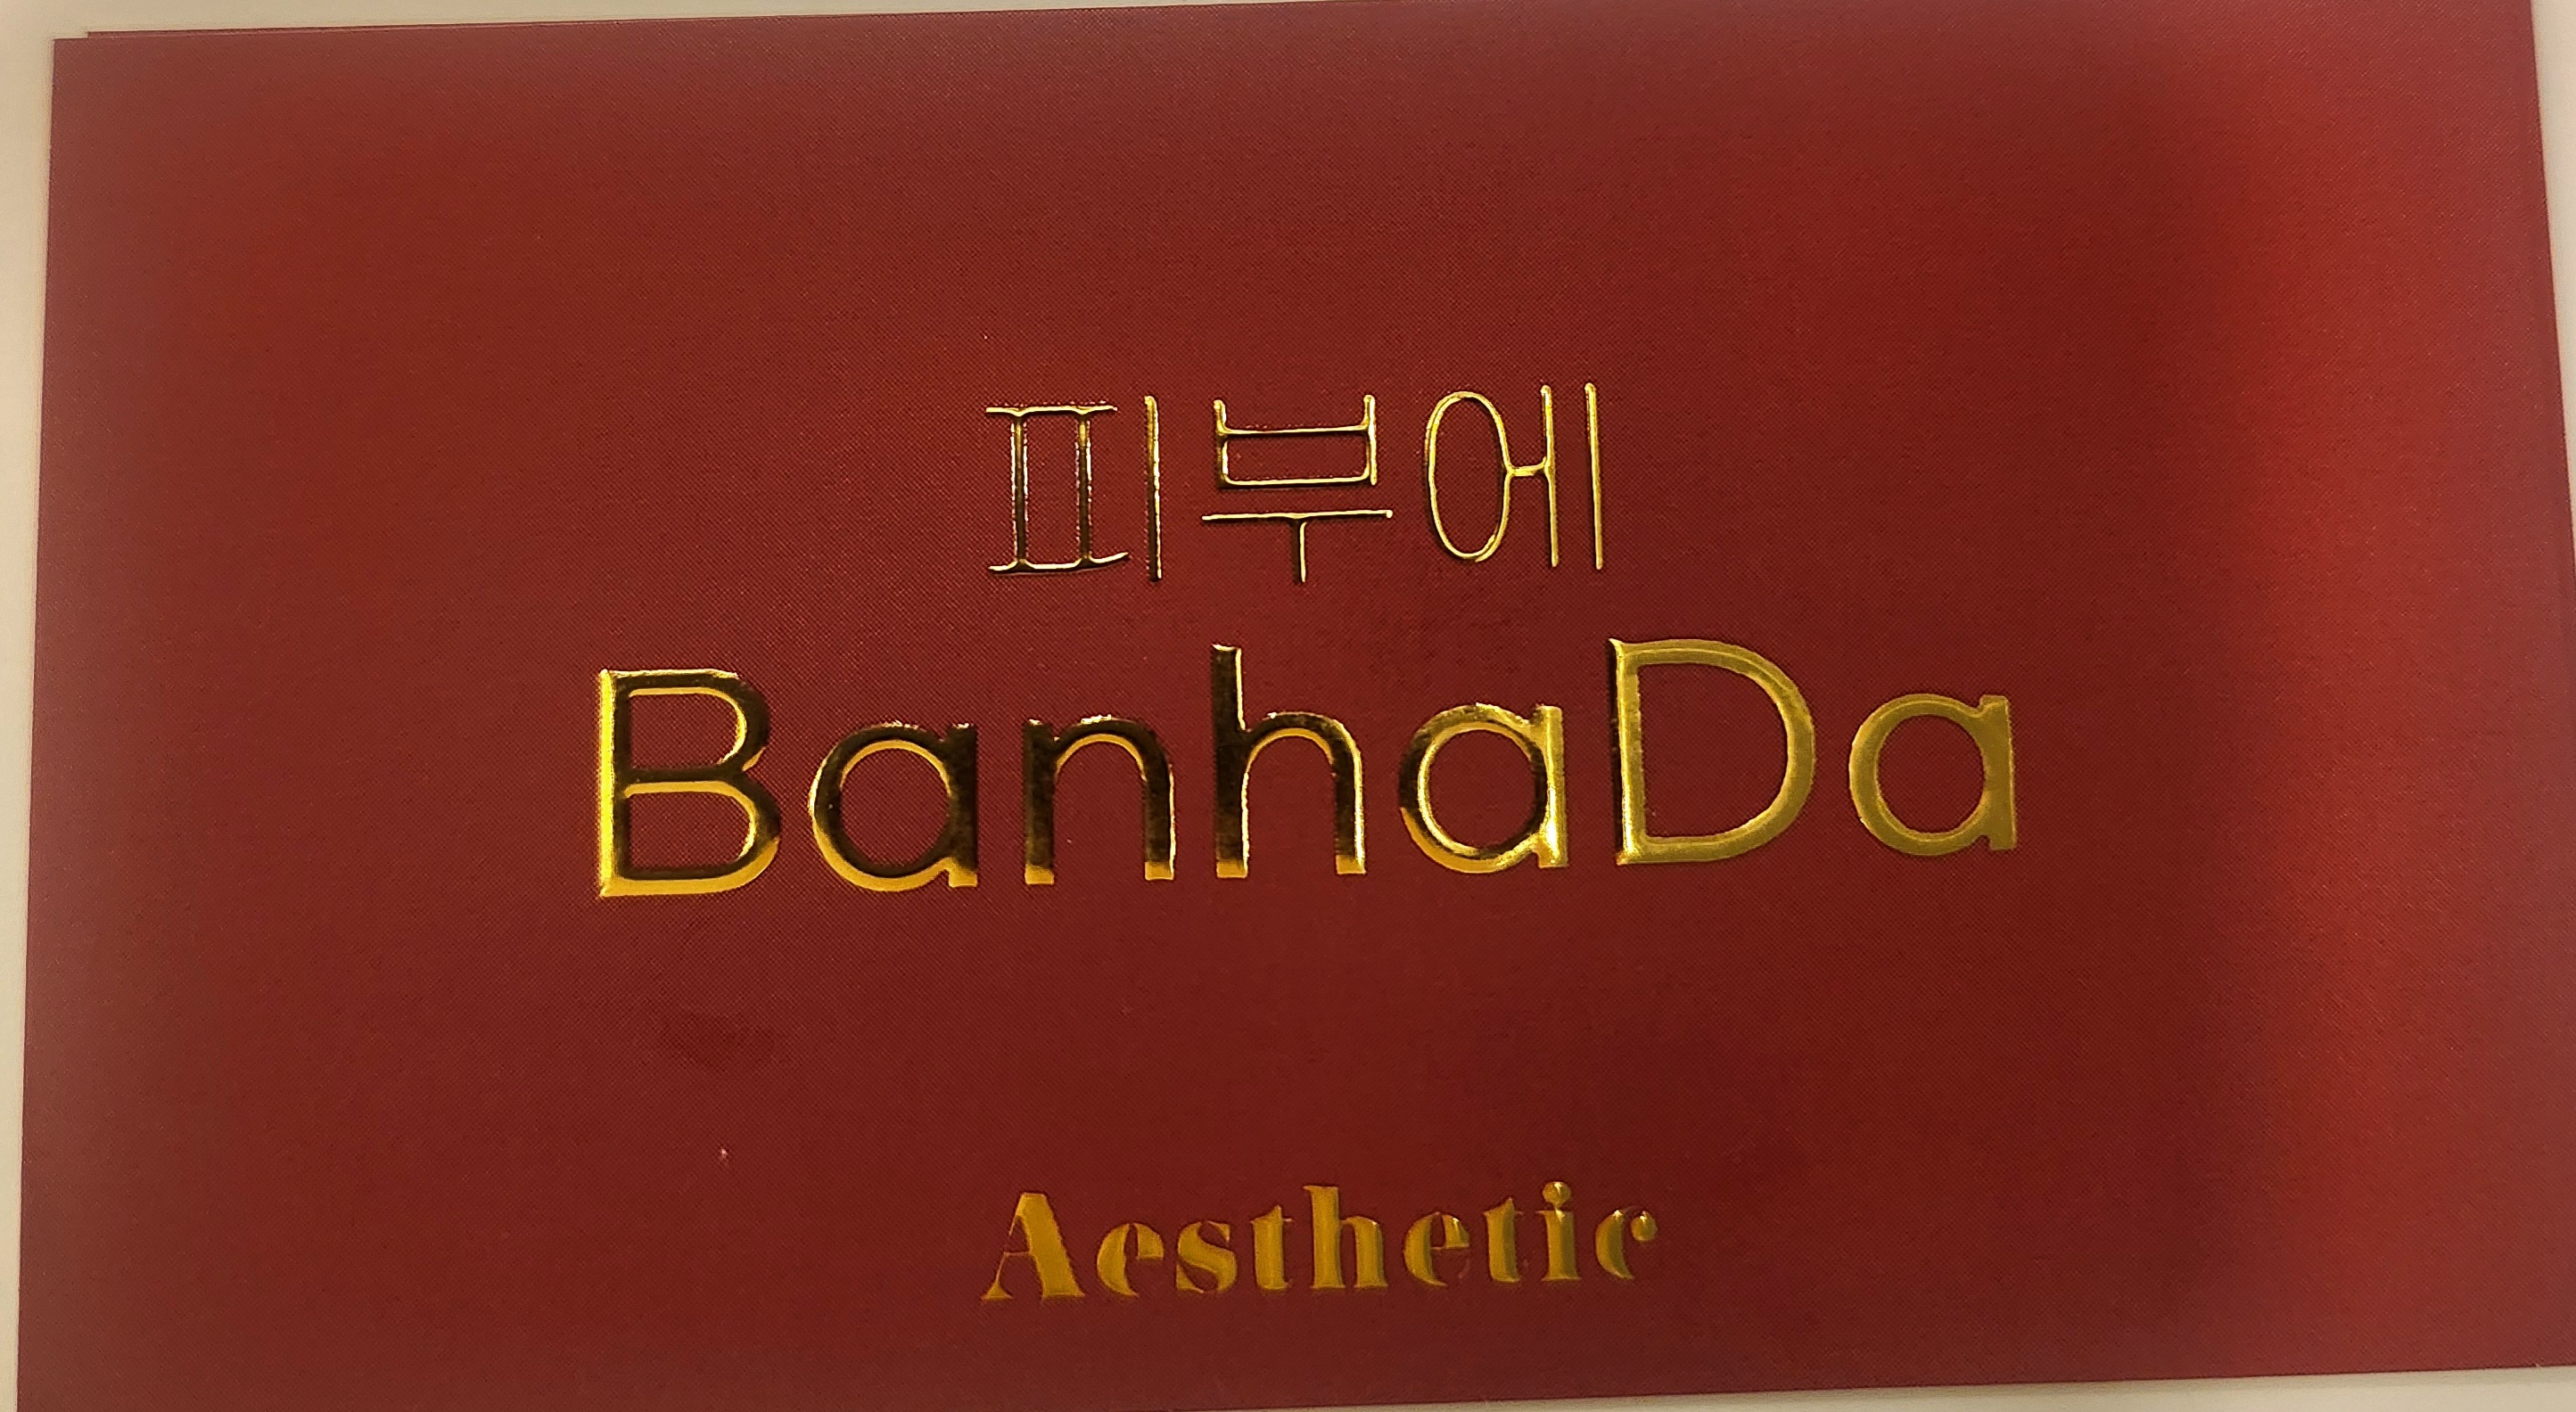 피부에
BanhaDa
Aesthetic